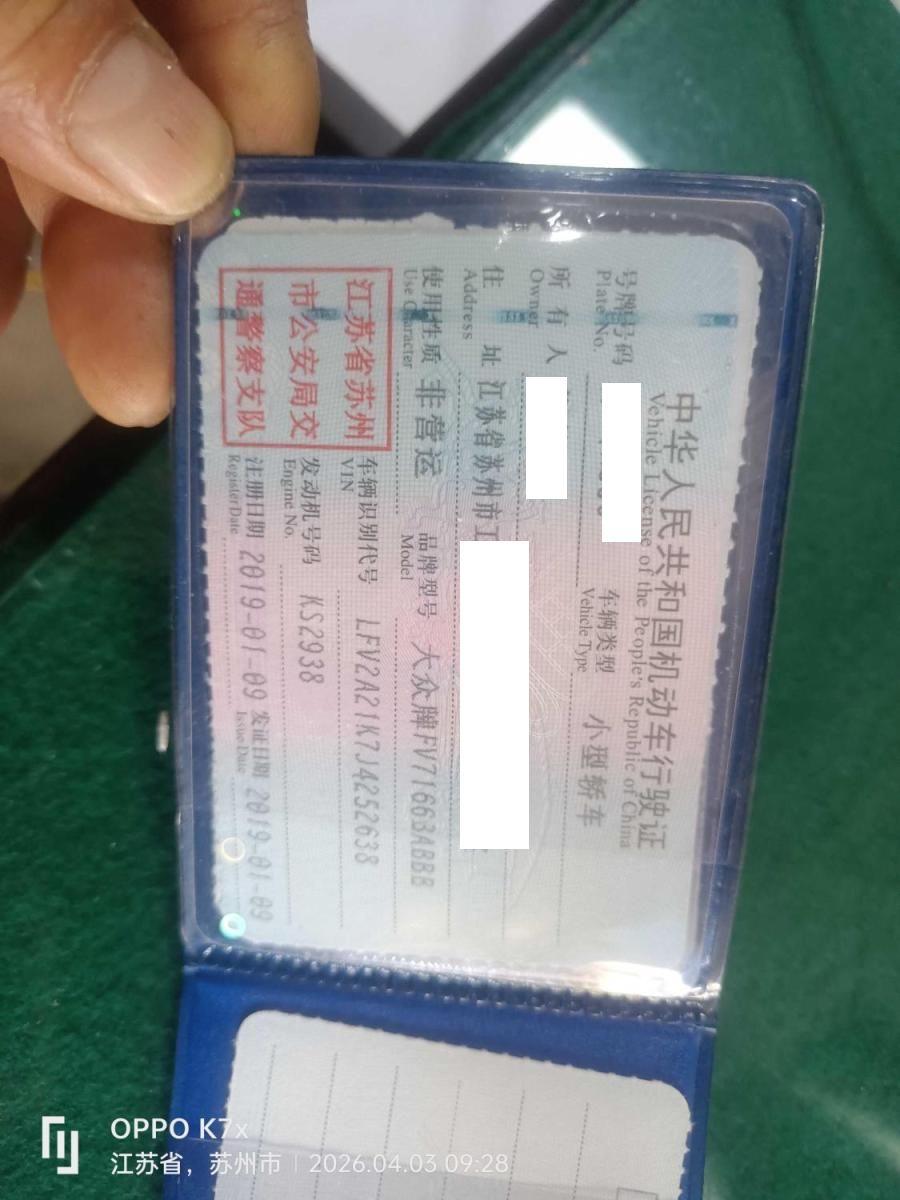 中华人民共和国机动车行驶证
Vehicle License of the People's Republic of China
号牌号码
Plate No.
车辆类型 小型轿车
Vehicle Type
所有人
Owner
住址 江苏省苏州市工
Address
使用性质 非营运
Use Character
品牌型号 大众牌FV7166BABBB
Model
江苏省苏州
市公安局交
通警察支队
车辆识别代号 LFV2A21K7J4252638
VIN
发动机号码 KS2938
Engine No.
注册日期 2019-01-09 发证日期 2019-01-09
Register Date Issue Date
OPPO K7x
江苏省，苏州市 | 2026.04.03 09:28